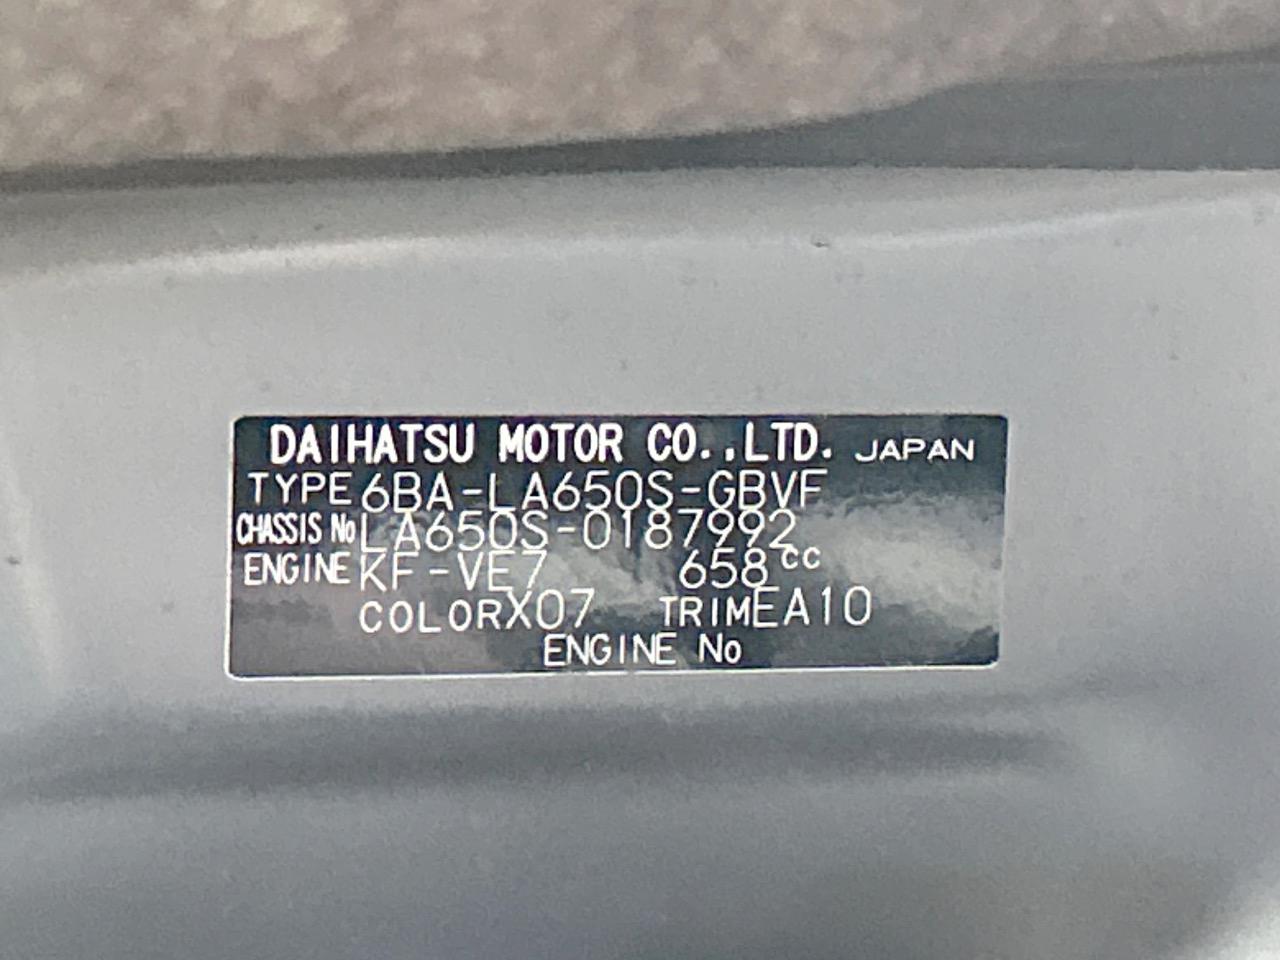 DAIHATSU MOTOR CO.,LTD. JAPAN
TYPE 6BA-LA650S-GBVF
CHASSIS No LA650S-0187992
ENGINE KF-VE7 658cc
COLOR X07 TRIM EA10
ENGINE No